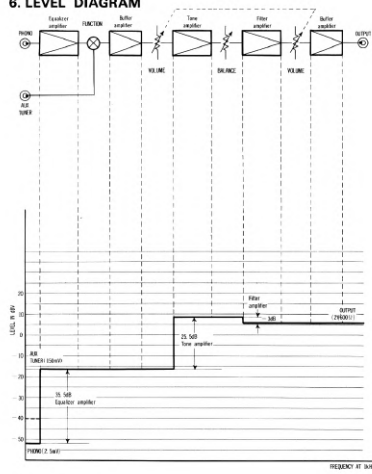 6. LEVEL DIAGRAM
Equalizer amplifier
FUNCTION
Buffer amplifier
Tone amplifier
Filter amplifier
Buffer amplifier
PHONO
OUTPUT
VOLUME
BALANCE
VOLUME
AUX
TUNER
LEVEL in dBV
20
10
0
10
20
30
40
50
Filter amplifier
-3dB
OUTPUT
25.5dB
Tone amplifier
AUX
TUNER (150mV)
35.5dB
Equalizer amplifier
PHONO (2.5mV)
FREQUENCY AT 1kHz